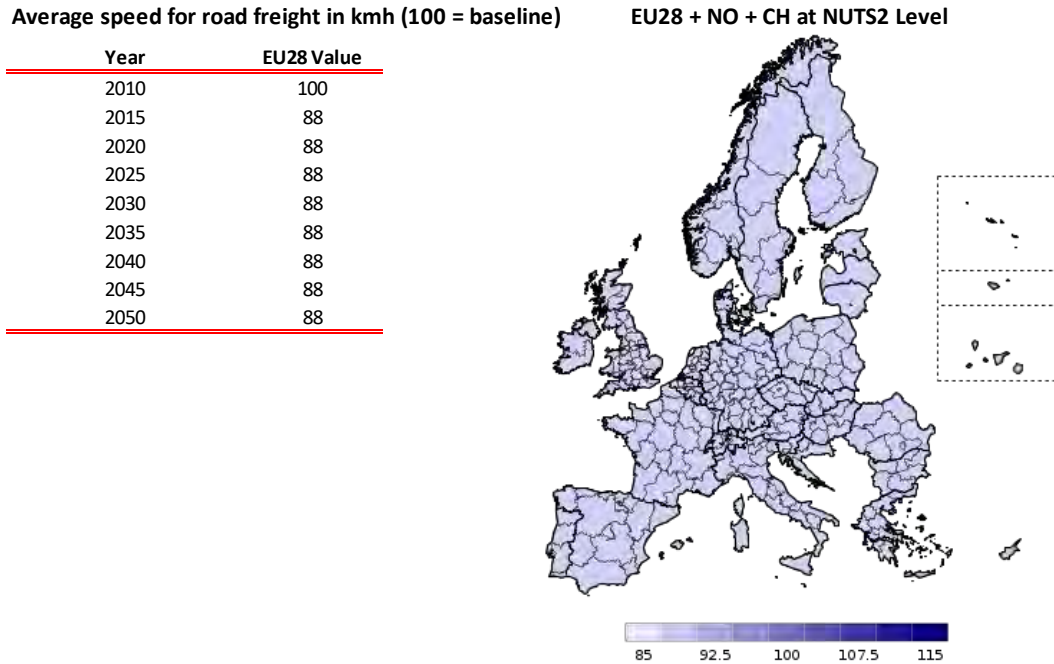 Average speed for road freight in kmh (100 = baseline)
EU28 + NO + CH at NUTS2 Level
Year EU28 Value
2010 100
2015 88
2020 88
2025 88
2030 88
2035 88
2040 88
2045 88
2050 88
85 92.5 100 107.5 115